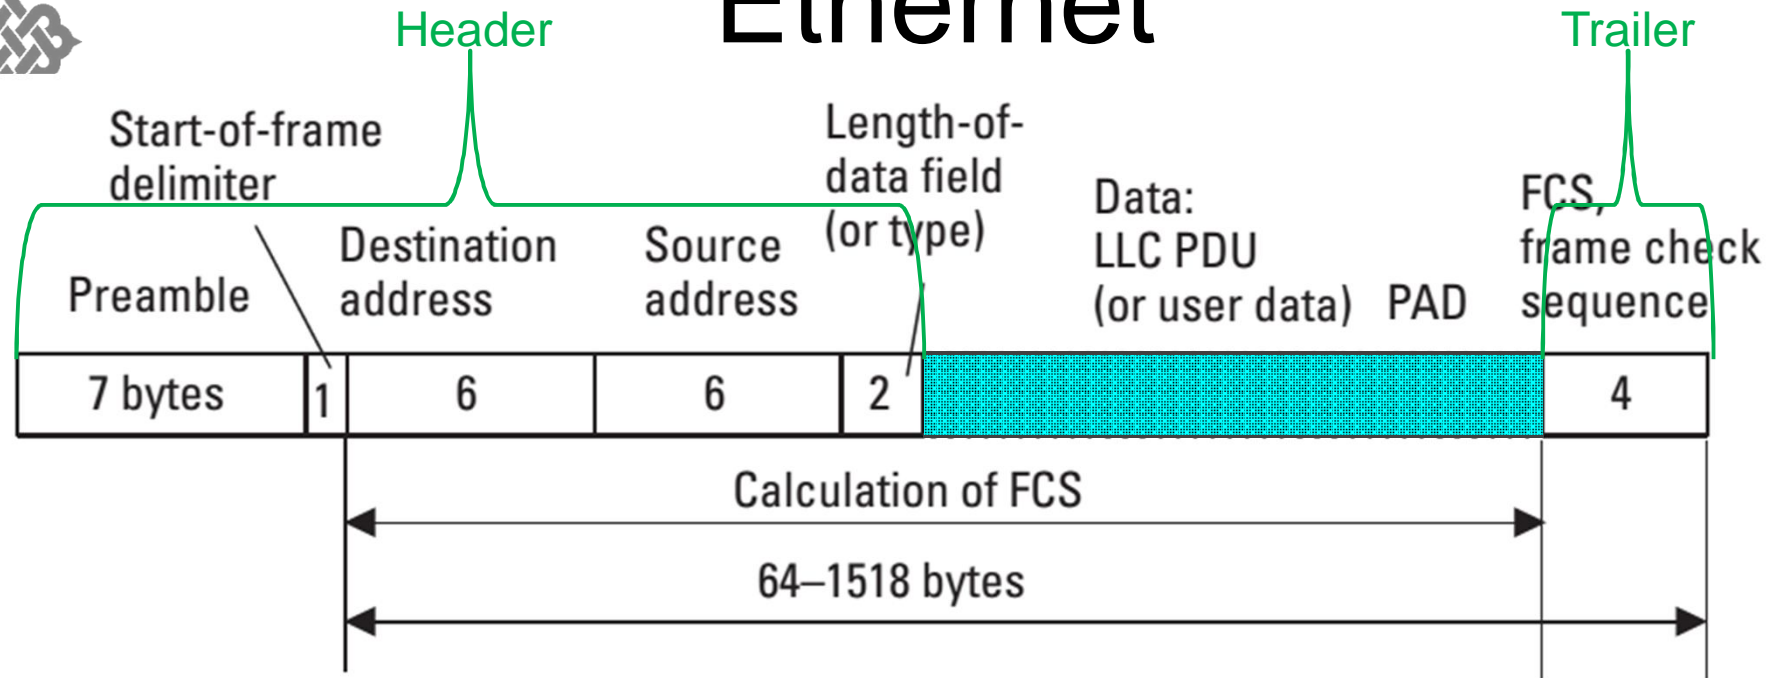 Ethernet
Header
Trailer
Start-of-frame
delimiter
Length-of-
data field
(or type)
Data:
LLC PDU
(or user data)
PAD
FCS,
frame check
sequence
Preamble
Destination
address
Source
address
7 bytes
1
6
6
2
4
Calculation of FCS
64–1518 bytes